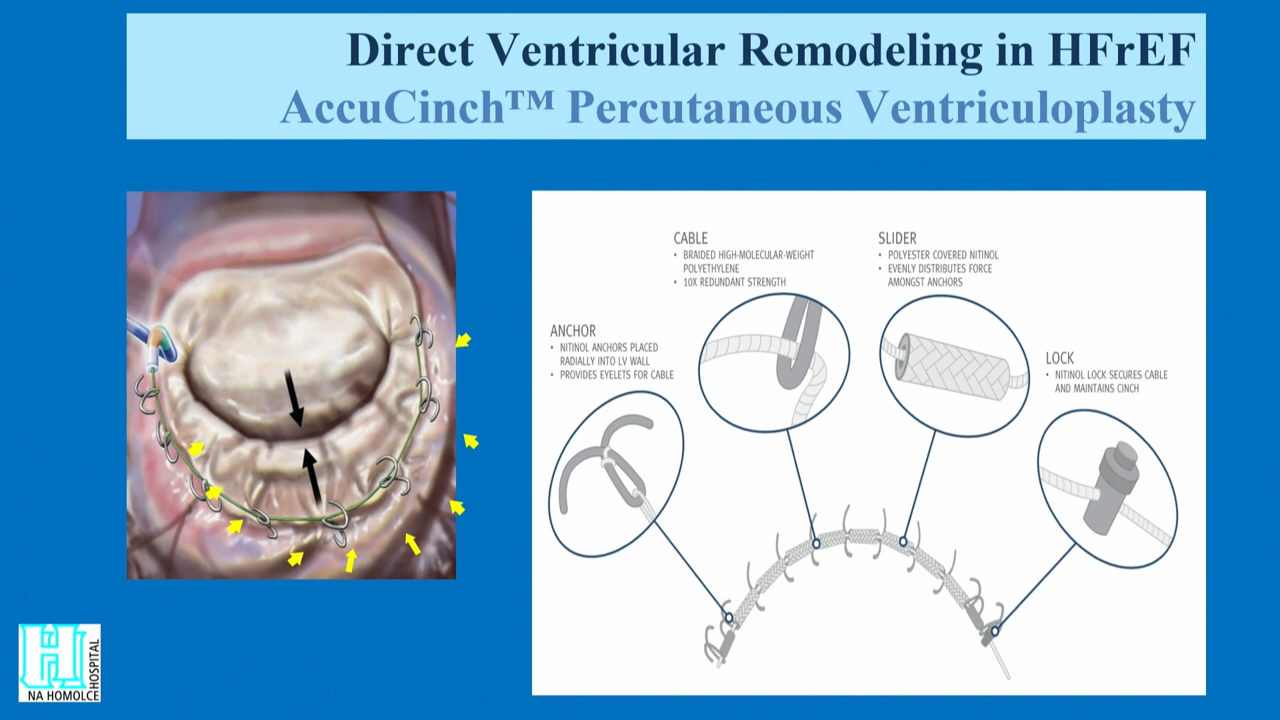 Direct Ventricular Remodeling in HFrEF
AccuCinch™ Percutaneous Ventriculoplasty
CABLE
• BRAIDED HIGH-MOLECULAR-WEIGHT
POLYETHYLENE
• 10X REDUNDANT STRENGTH
SLIDER
• POLYESTER COVERED NITINOL
• EVENLY DISTRIBUTES FORCE
AMONGST ANCHORS
ANCHOR
• NITINOL ANCHORS PLACED
RADIALLY INTO LV WALL
• PROVIDES EYELETS FOR CABLE
LOCK
• NITINOL LOCK SECURES CABLE
AND MAINTAINS CINCH
H
NA HOMOLCE
HOSPITAL